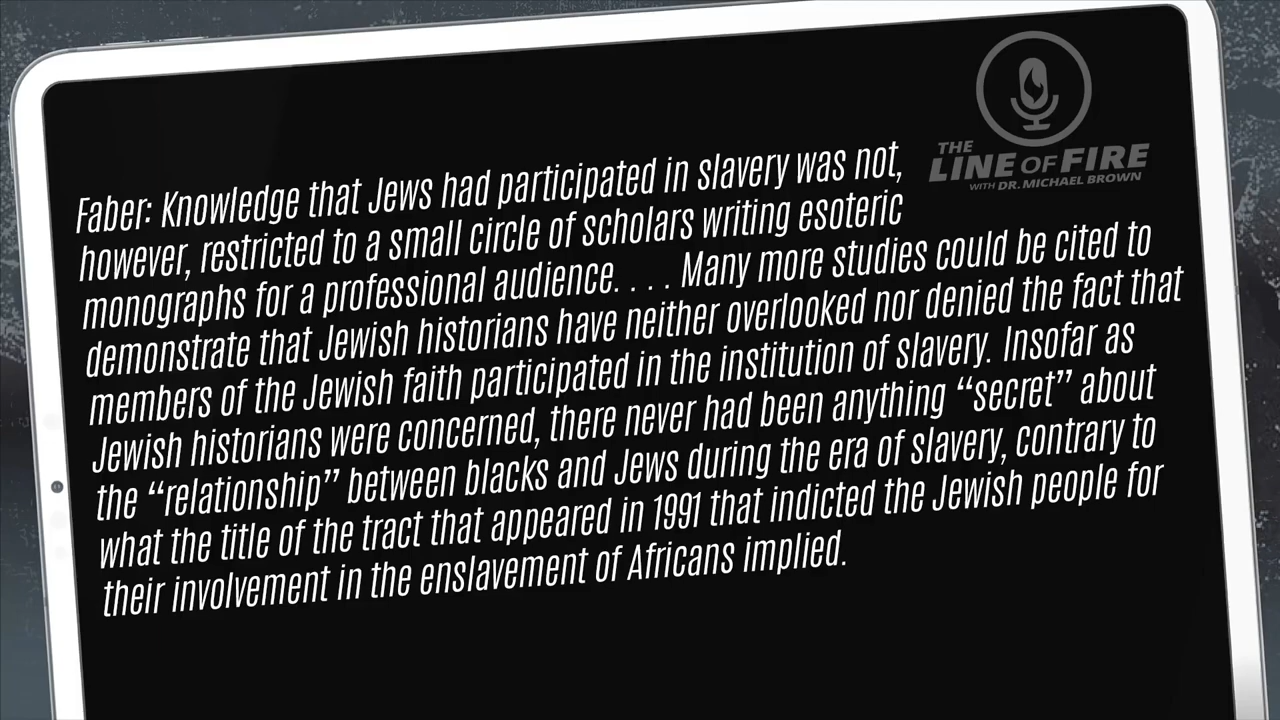 THE
LINE OF FIRE
WITH DR. MICHAEL BROWN
Faber: Knowledge that Jews had participated in slavery was not,
however, restricted to a small circle of scholars writing esoteric
monographs for a professional audience. . . . Many more studies could be cited to
demonstrate that Jewish historians have neither overlooked nor denied the fact that
members of the Jewish faith participated in the institution of slavery. Insofar as
Jewish historians were concerned, there never had been anything “secret” about
the “relationship” between blacks and Jews during the era of slavery, contrary to
what the title of the tract that appeared in 1991 that indicted the Jewish people for
their involvement in the enslavement of Africans implied.